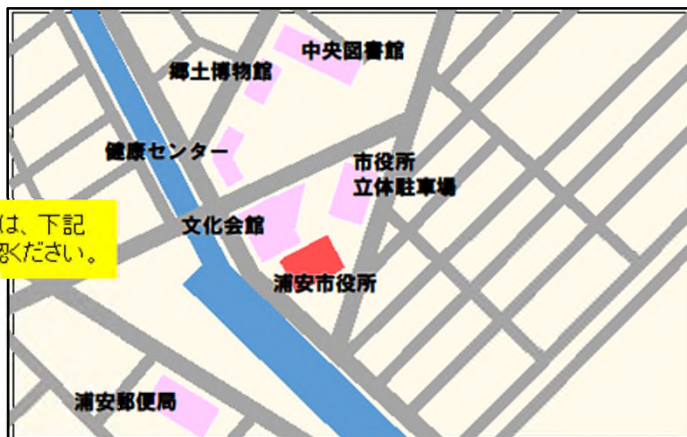 中央図書館
郷土博物館
健康センター
市役所
立体駐車場
は、下記
認ください。
文化会館
浦安市役所
浦安郵便局